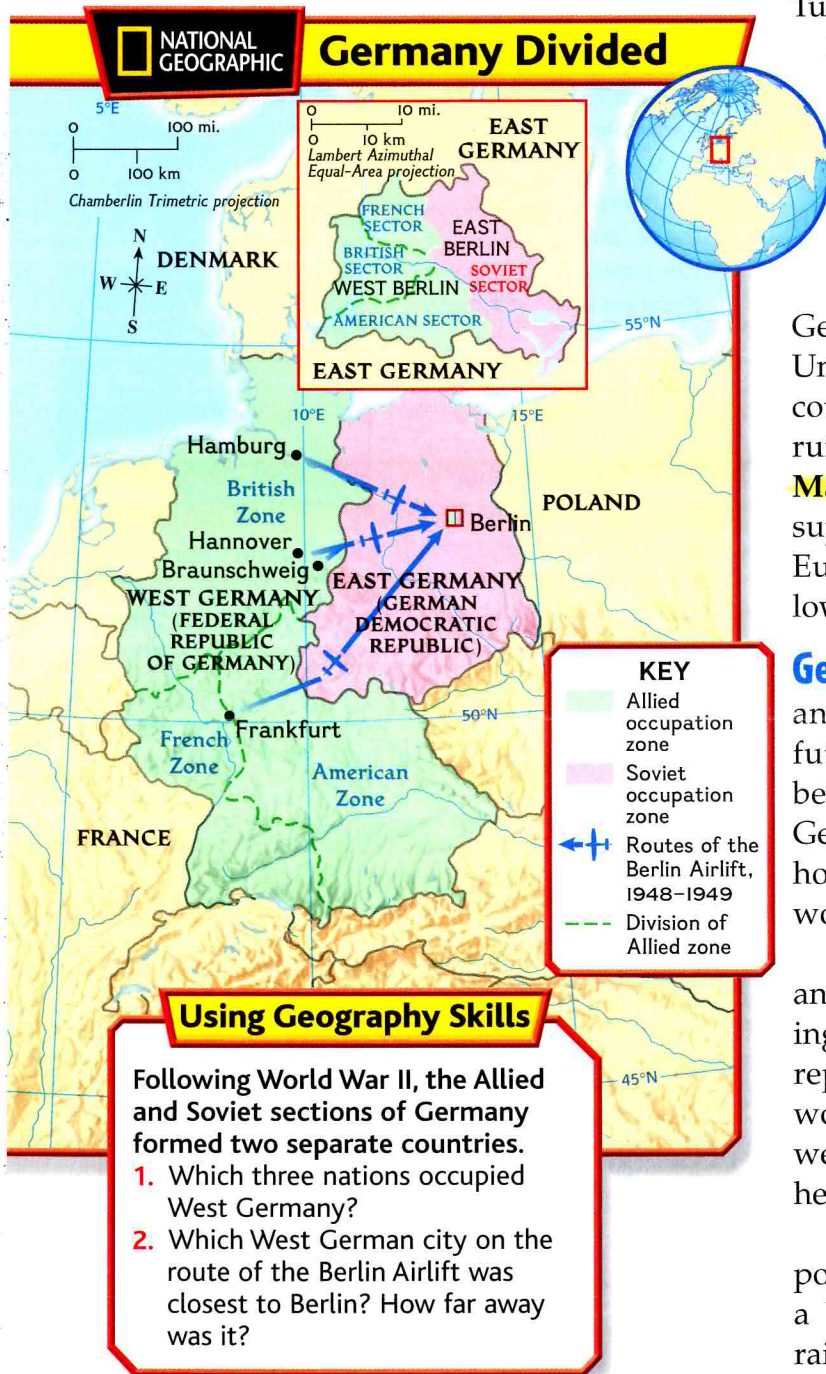 NATIONAL
GEOGRAPHIC
Germany Divided
5°E
0 100 mi.
0 100 km
Chamberlin Trimetric projection
N
W E
S
DENMARK
0 10 mi.
0 10 km
Lambert Azimuthal
Equal-Area projection
EAST
GERMANY
FRENCH
SECTOR
EAST
BERLIN
BRITISH
SECTOR
SOVIET
SECTOR
WEST BERLIN
AMERICAN SECTOR
EAST GERMANY
55°N
10°E
15°E
Hamburg
British
Zone
Hannover
Braunschweig
Berlin
POLAND
WEST GERMANY
(FEDERAL
REPUBLIC
OF GERMANY)
EAST GERMANY
(GERMAN
DEMOCRATIC
REPUBLIC)
50°N
Frankfurt
French
Zone
American
Zone
FRANCE
45°N
KEY
Allied
occupation
zone
Soviet
occupation
zone
Routes of the
Berlin Airlift,
1948–1949
Division of
Allied zone
Using Geography Skills
Following World War II, the Allied
and Soviet sections of Germany
formed two separate countries.
1. Which three nations occupied
West Germany?
2. Which West German city on the
route of the Berlin Airlift was
closest to Berlin? How far away
was it?